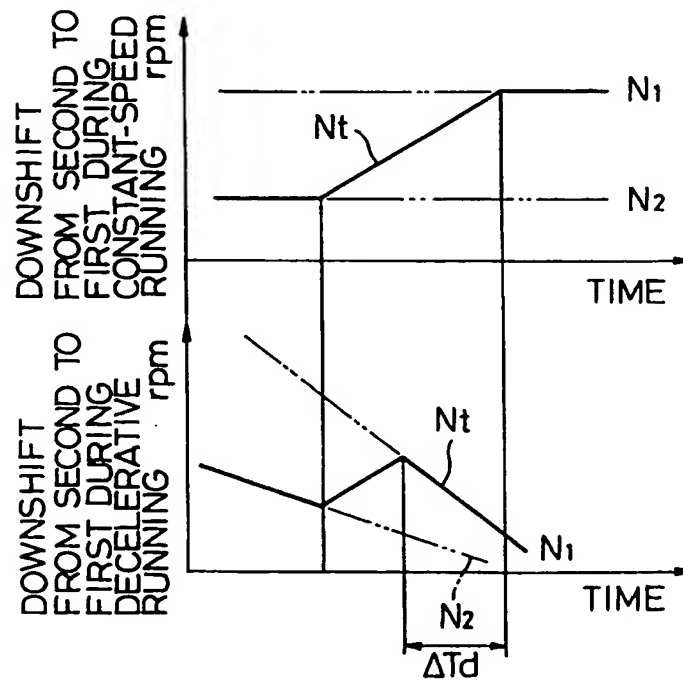 DOWNSHIFT
FROM SECOND TO
FIRST DURING
CONSTANT-SPEED
RUNNING
rpm
N1
Nt
N2
TIME
DOWNSHIFT
FROM SECOND TO
FIRST DURING
DECELERATIVE
RUNNING
rpm
Nt
N1
N2
TIME
ΔTd